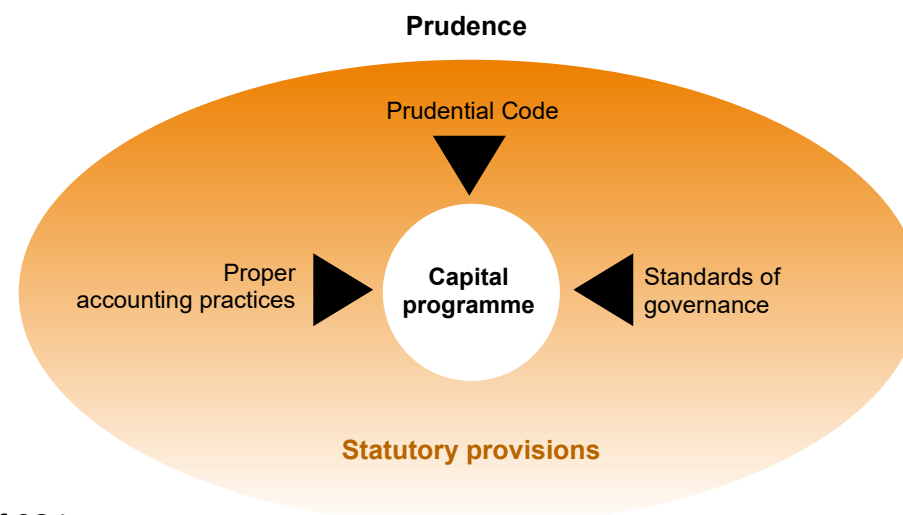 Prudence
Prudential Code
Proper
accounting practices
Capital
programme
Standards of
governance
Statutory provisions